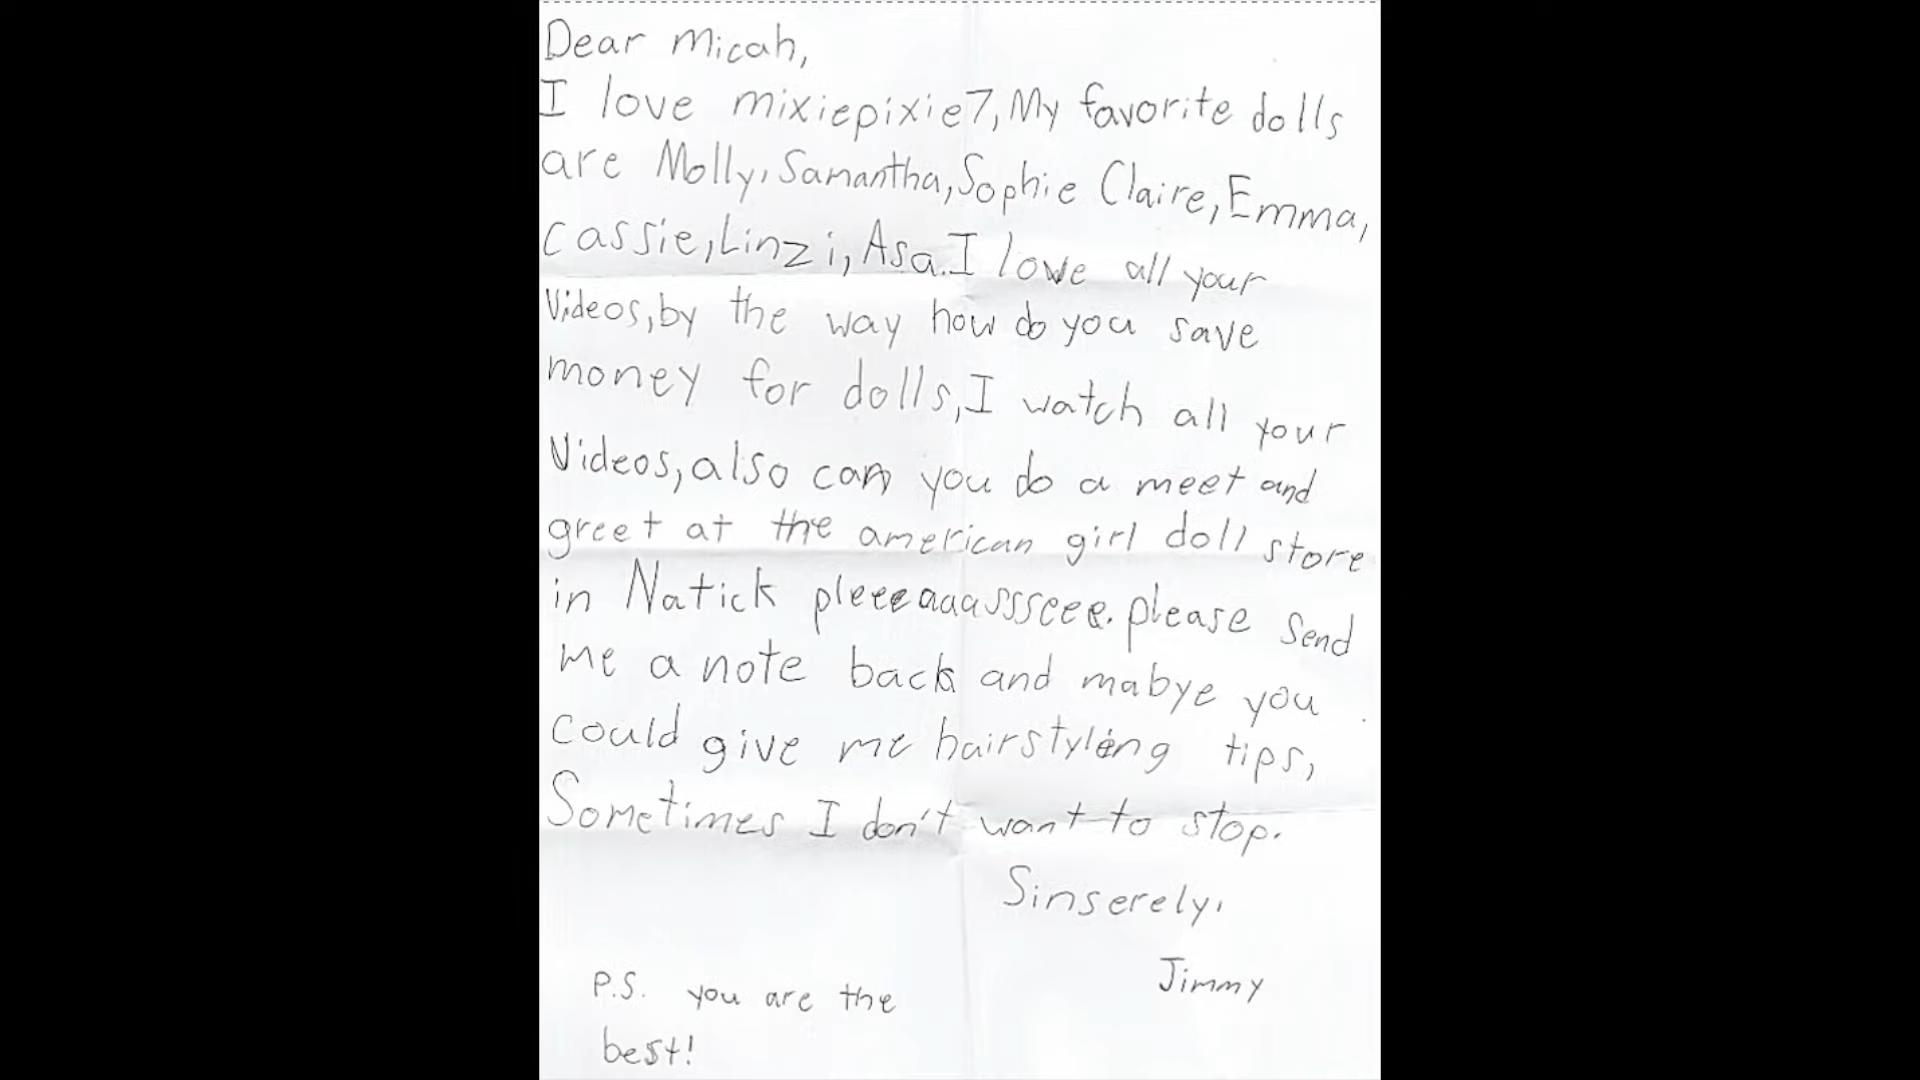 Dear Micah,
I love mixiepixie7, My favorite dolls
are Molly, Samantha, Sophie Claire, Emma,
cassie, Linzi, Asa. I love all your
Videos, by the way how do you save
money for dolls, I watch all your
Videos, also can you do a meet and
greet at the american girl doll store
in Natick pleeeaaassseee. please send
me a note back and mabye you
could give me hairstyling tips,
Sometimes I don't want to stop.
Sinserely,
Jimmy
P.S. you are the
best!